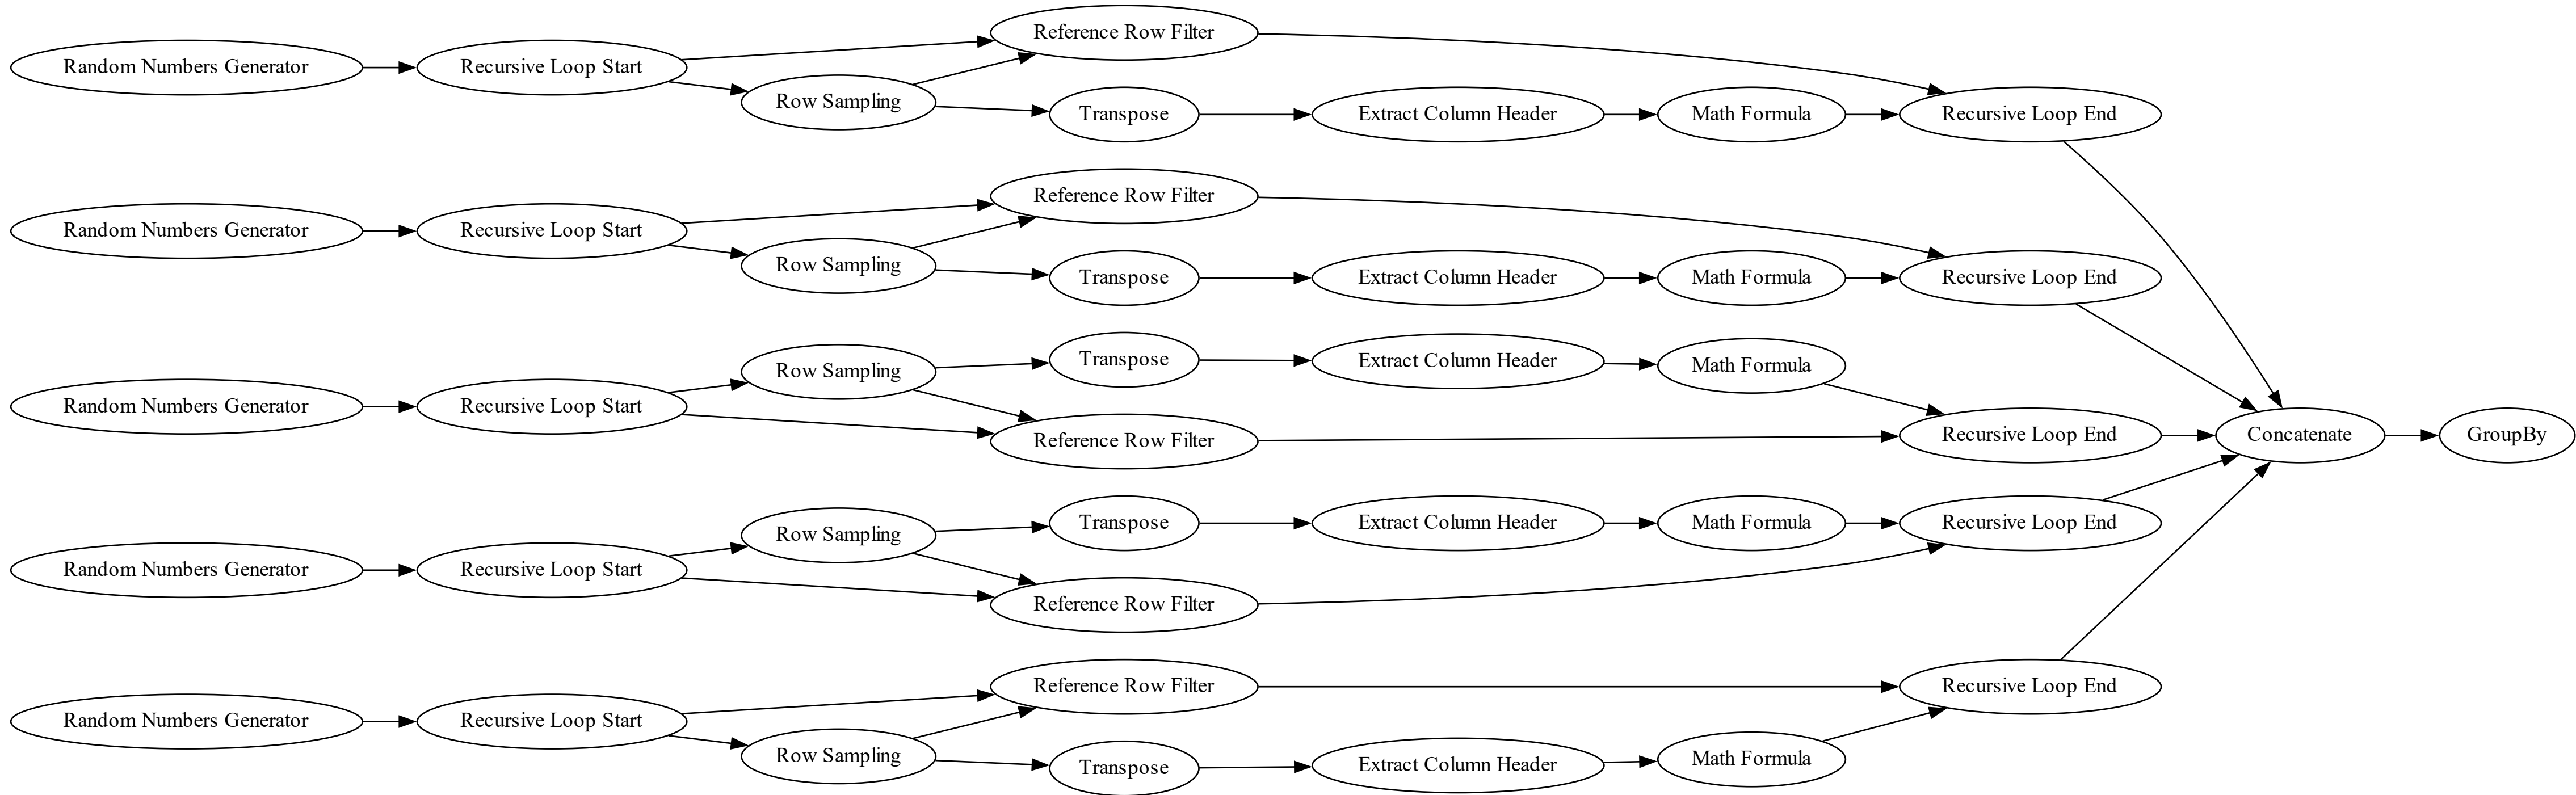 Random Numbers Generator
Recursive Loop Start
Reference Row Filter
Row Sampling
Transpose
Extract Column Header
Math Formula
Recursive Loop End
Random Numbers Generator
Recursive Loop Start
Reference Row Filter
Row Sampling
Transpose
Extract Column Header
Math Formula
Recursive Loop End
Random Numbers Generator
Recursive Loop Start
Row Sampling
Transpose
Extract Column Header
Math Formula
Reference Row Filter
Recursive Loop End
Concatenate
GroupBy
Random Numbers Generator
Recursive Loop Start
Row Sampling
Transpose
Extract Column Header
Math Formula
Recursive Loop End
Reference Row Filter
Random Numbers Generator
Recursive Loop Start
Reference Row Filter
Recursive Loop End
Row Sampling
Transpose
Extract Column Header
Math Formula